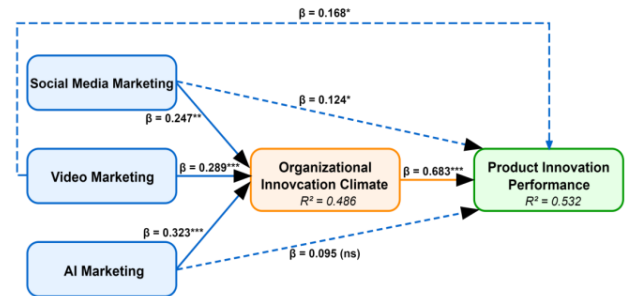 β = 0.168*
Social Media Marketing
β = 0.124*
β = 0.247**
Video Marketing
β = 0.289***
Organizational
Innovcation Climate
R² = 0.486
β = 0.683***
Product Innovation
Performance
R² = 0.532
β = 0.323***
AI Marketing
β = 0.095 (ns)